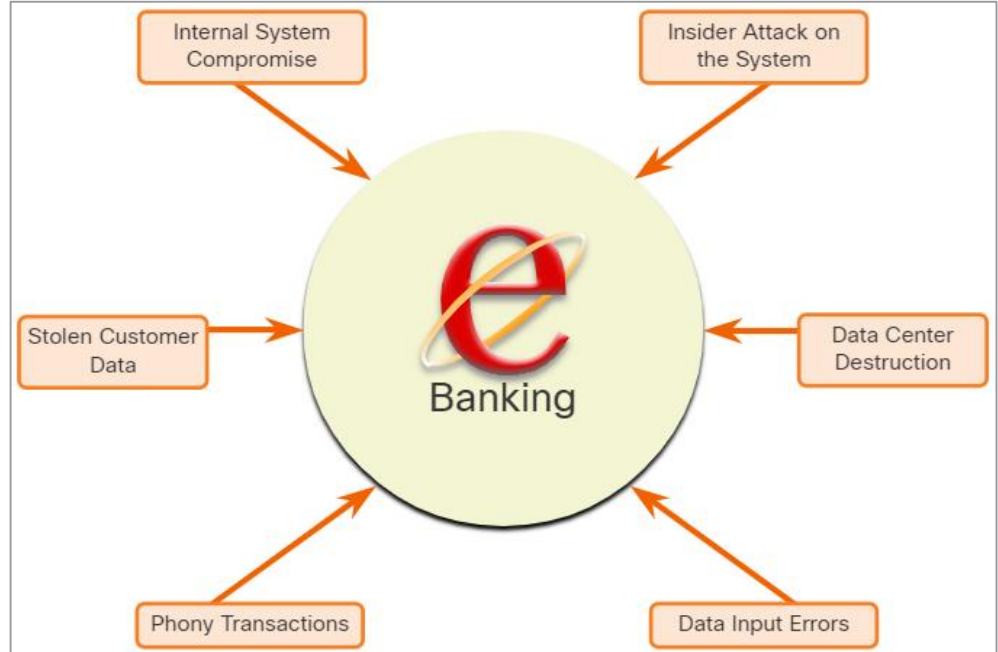 Internal System
Compromise
Insider Attack on
the System
Stolen Customer
Data
e
Banking
Data Center
Destruction
Phony Transactions
Data Input Errors